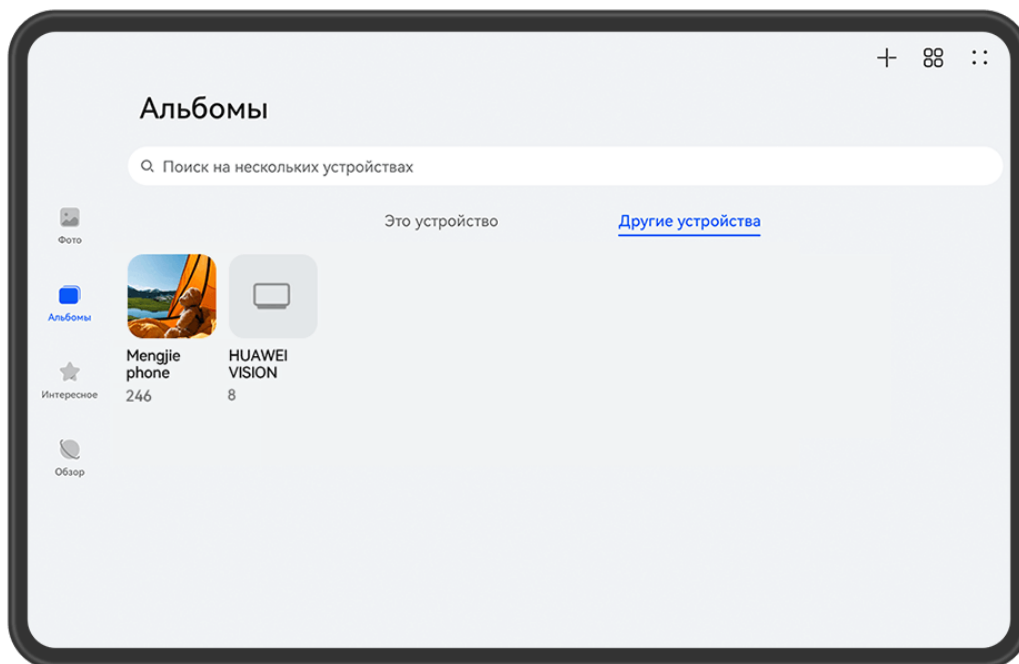 Альбомы
Поиск на нескольких устройствах
Это устройство
Другие устройства
Фото
Альбомы
Интересное
Обзор
Mengjie
phone
246
HUAWEI
VISION
8